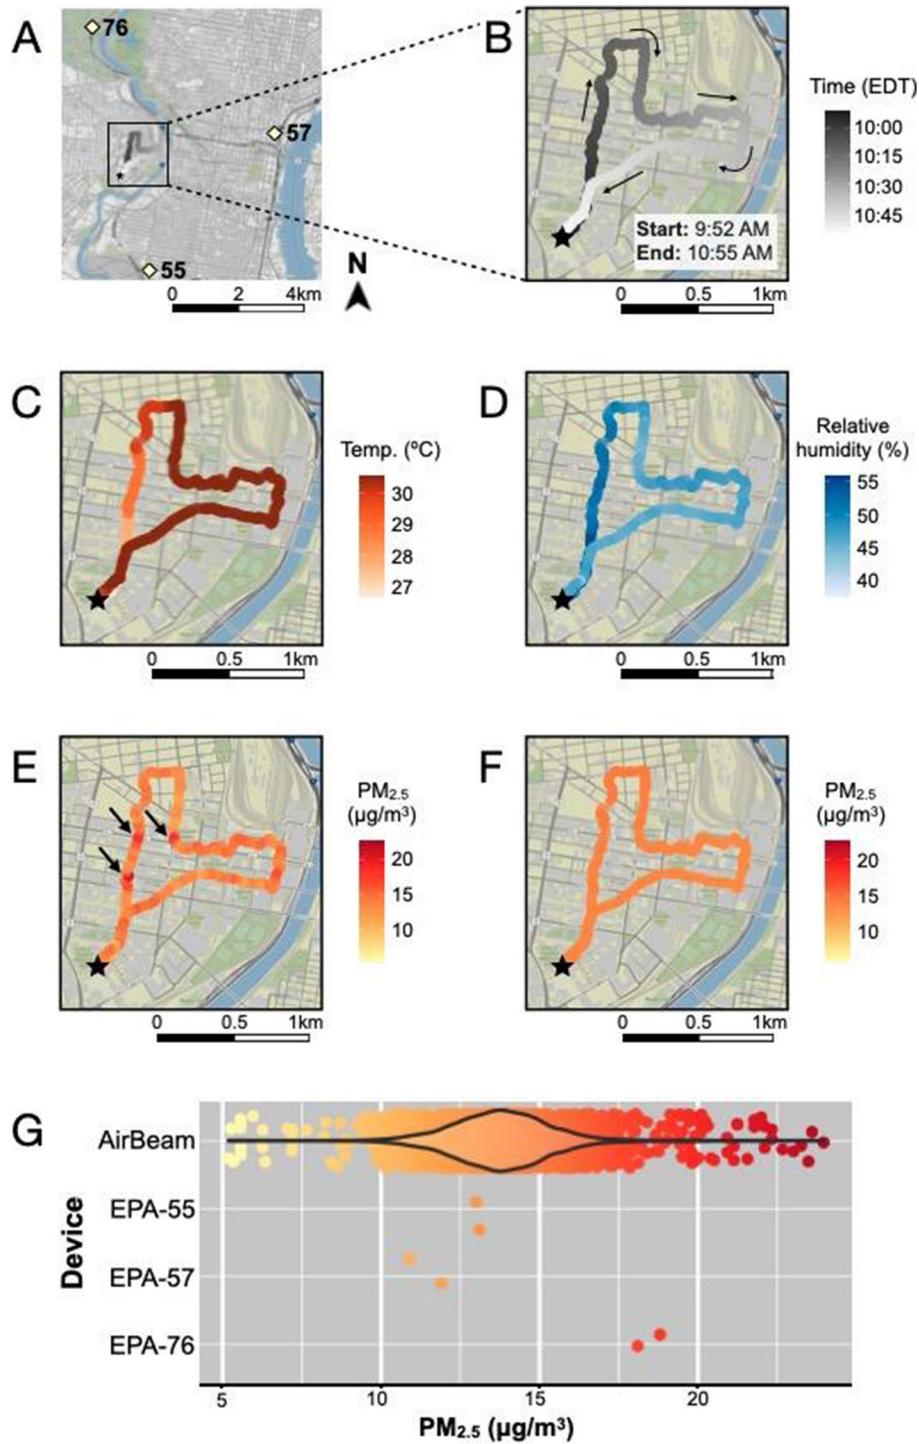 A
76
57
55
N
0 2 4km
B
Start: 9:52 AM
End: 10:55 AM
0 0.5 1km
Time (EDT)
10:00
10:15
10:30
10:45
C
Temp. (ºC)
30
29
28
27
0 0.5 1km
D
Relative
humidity (%)
55
50
45
40
0 0.5 1km
E
PM2.5
(µg/m³)
20
15
10
0 0.5 1km
F
PM2.5
(µg/m³)
20
15
10
0 0.5 1km
G
Device
AirBeam
EPA-55
EPA-57
EPA-76
5 10 15 20
PM2.5 (µg/m³)